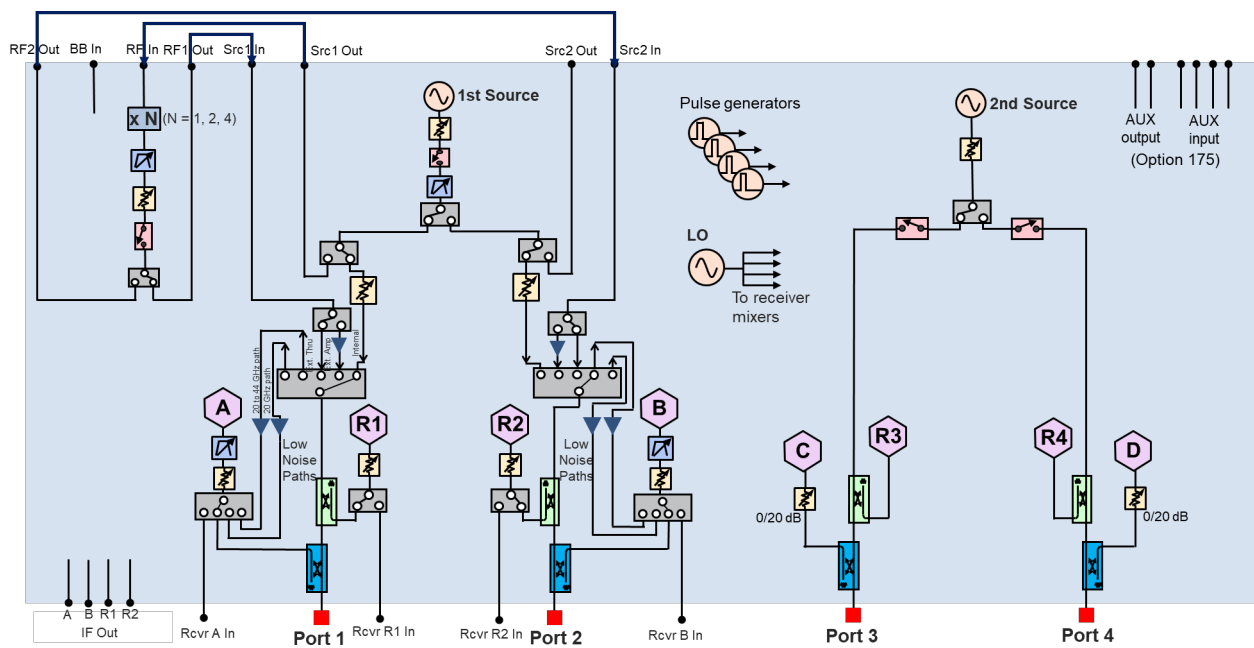 RF2 Out
BB In
RF In
RF1 Out
Src1 In
Src1 Out
Src2 Out
Src2 In
1st Source
2nd Source
Pulse generators
AUX
output
AUX
input
(Option 175)
x N
(N = 1, 2, 4)
LO
To receiver
mixers
20 to 44 GHz path
20 GHz path
Ext. Thru
Ext. Amp
Internal
A
R1
R2
B
C
R3
R4
D
Low
Noise
Paths
Low
Noise
Paths
0/20 dB
0/20 dB
A
B
R1
R2
IF Out
Rcvr A In
Port 1
Rcvr R1 In
Rcvr R2 In
Port 2
Rcvr B In
Port 3
Port 4